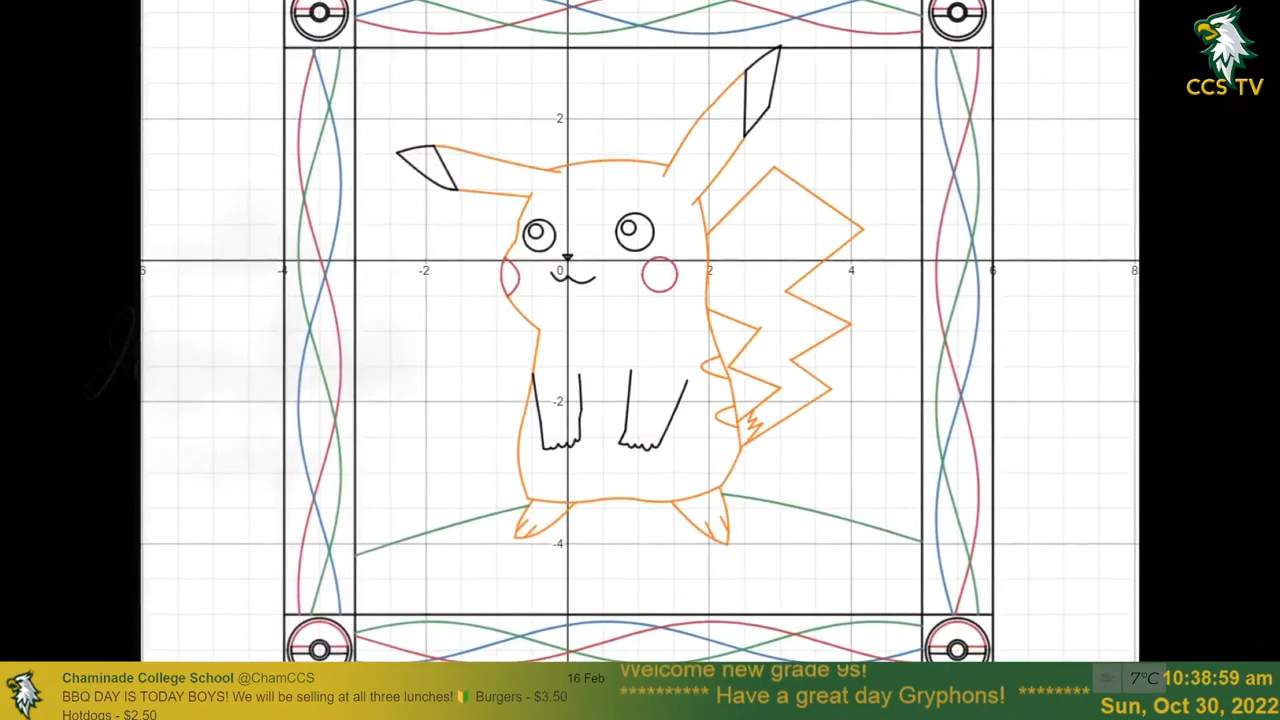 CCS TV
2
6
-4
-2
0
2
4
6
8
-2
-4
Chaminade College School @ChamCCS
16 Feb
BBQ DAY IS TODAY BOYS! We will be selling at all three lunches! Burgers - $3.50
Hotdogs - $2.50
Welcome new grade 9s!
********** Have a great day Gryphons! ********
7°C
10:38:59 am
Sun, Oct 30, 2022